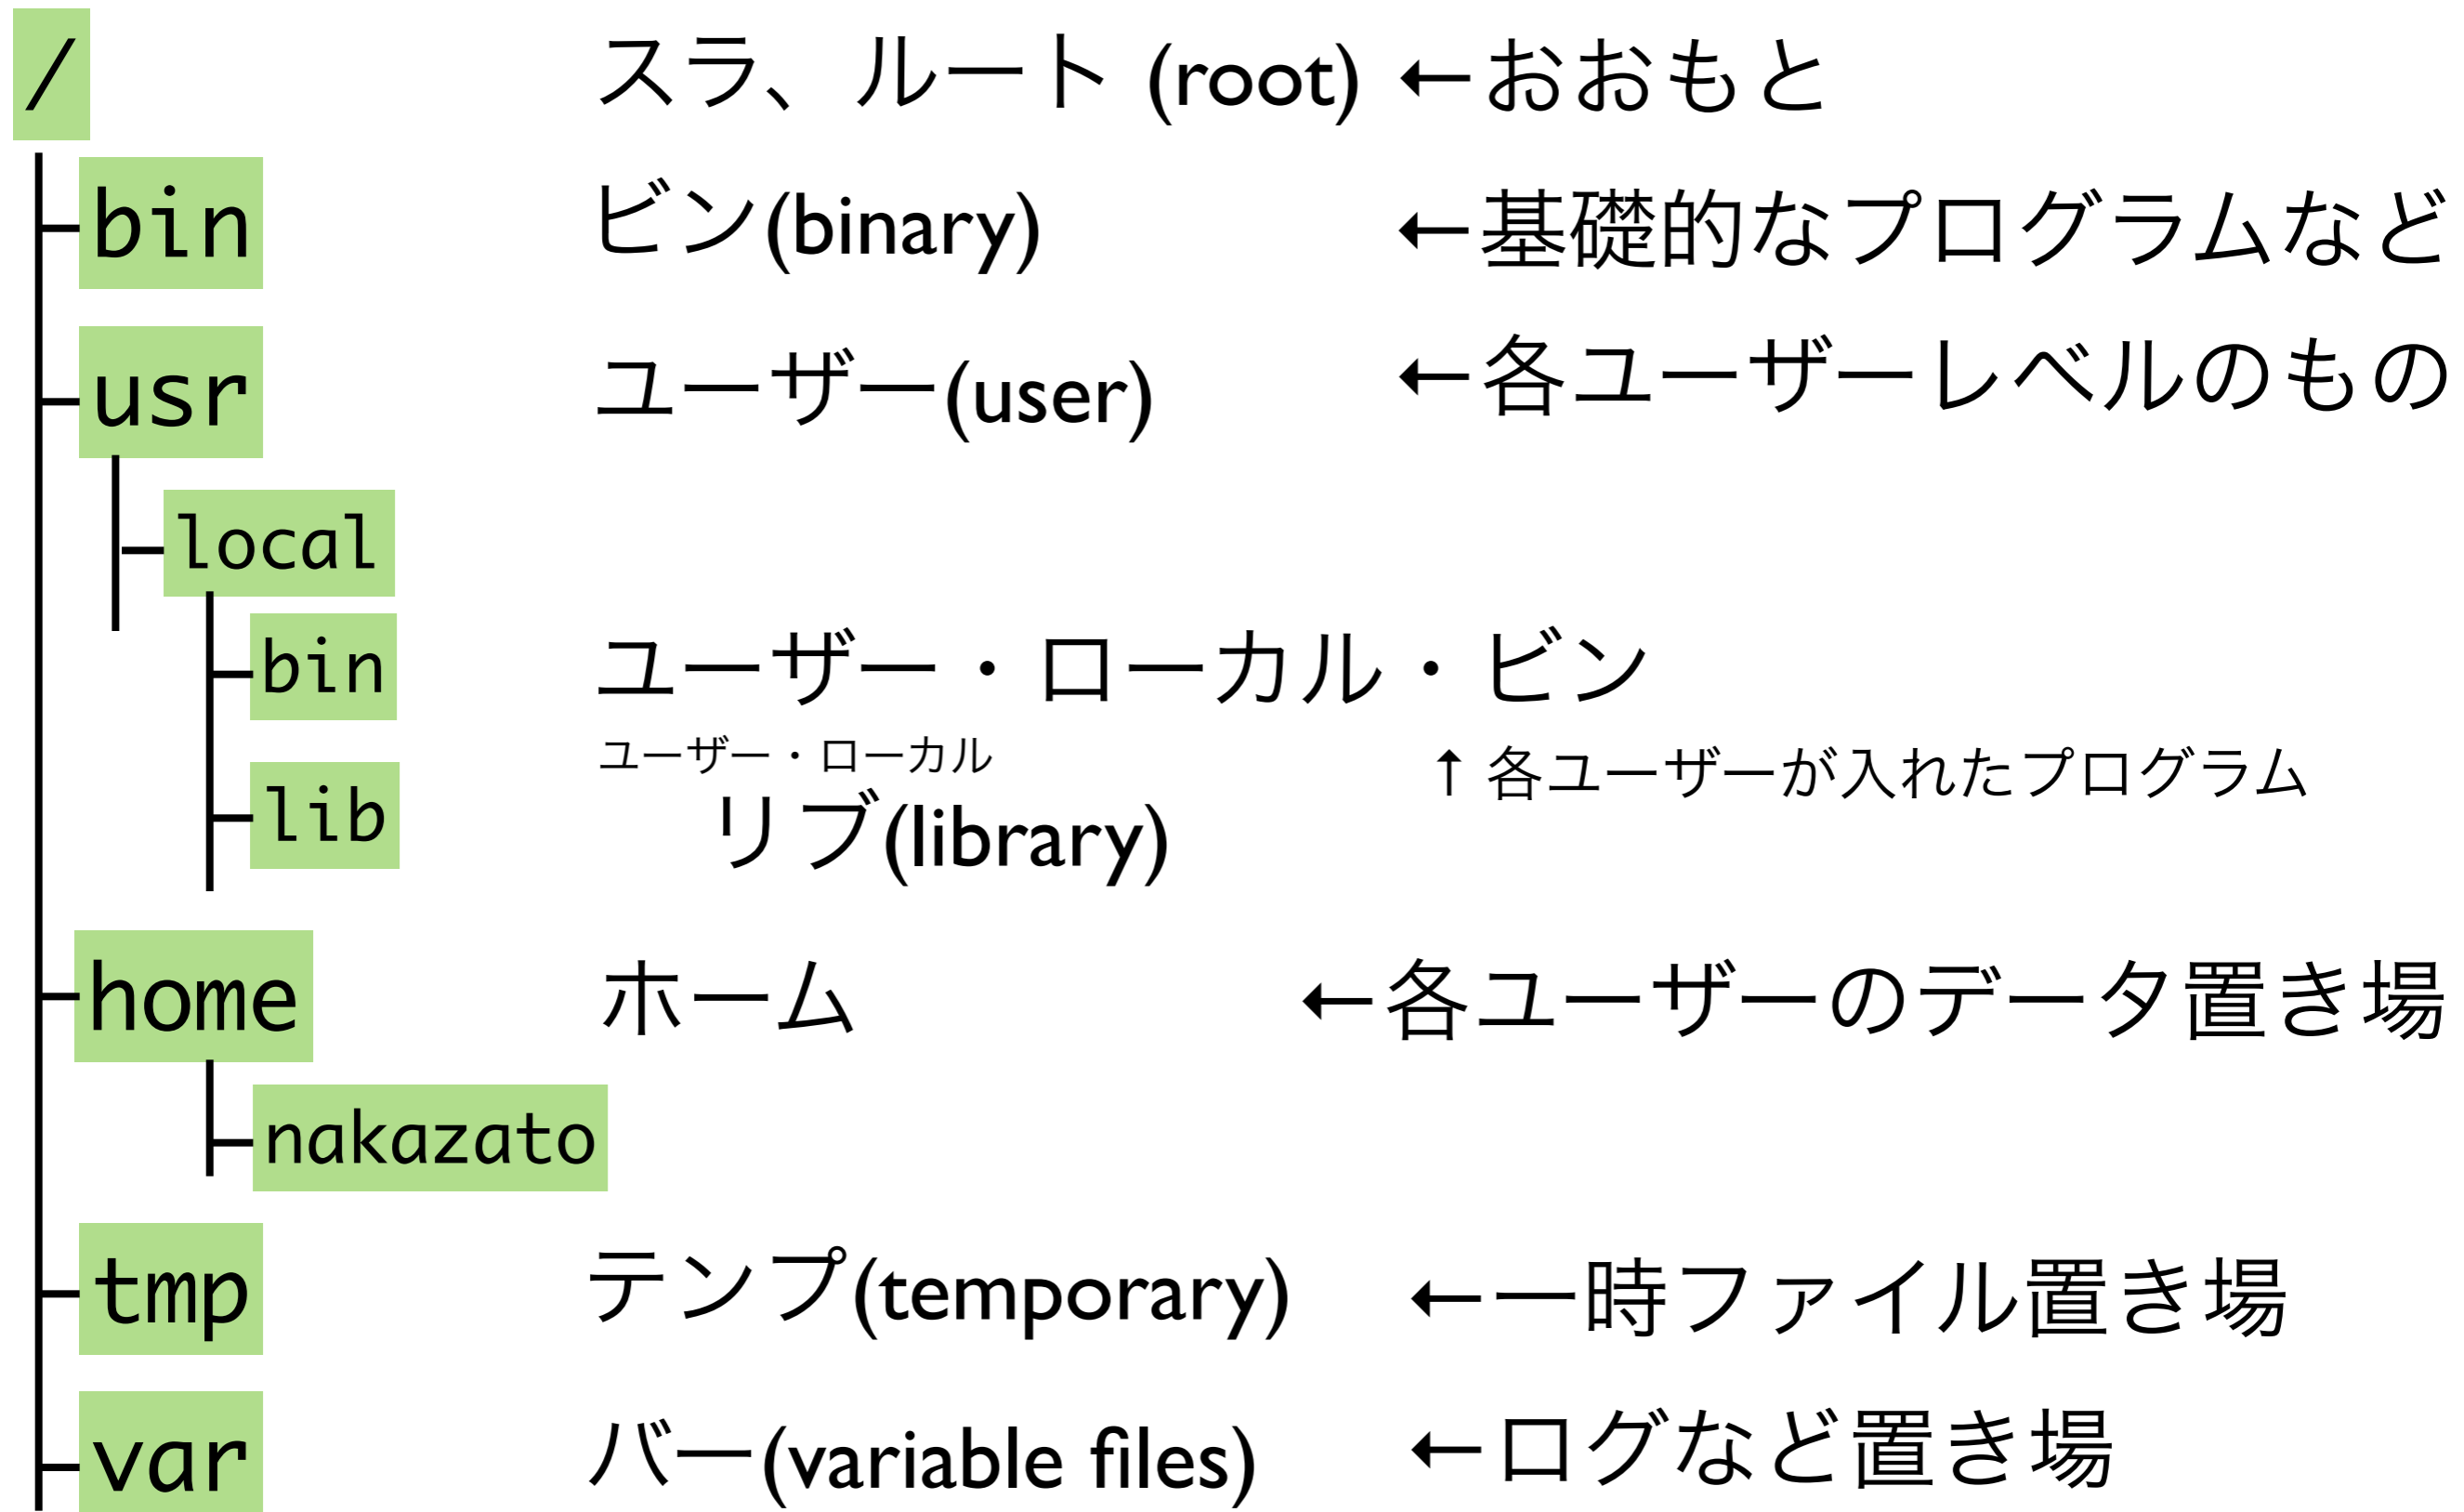 / スラ、ルート (root) ←おおもと
bin ビン(binary) ←基礎的なプログラムなど
usr ユーザー(user) ←各ユーザーレベルのもの
local
bin ユーザー・ローカル・ビン
ユーザー・ローカル ↑ 各ユーザーが入れたプログラム
lib リブ(library)
home ホーム ←各ユーザーのデータ置き場
nakazato
tmp テンプ(temporary) ←一時ファイル置き場
var バー(variable files) ←ログなど置き場